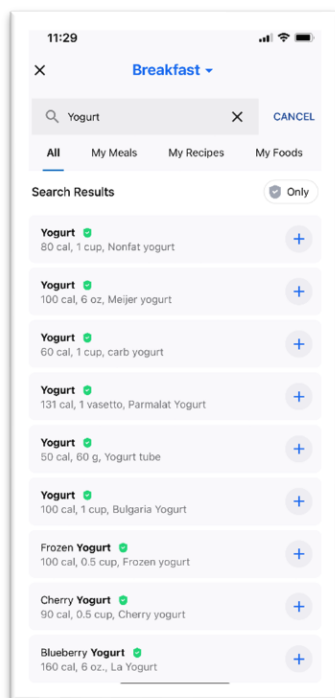 11:29
Breakfast
Yogurt
CANCEL
All My Meals My Recipes My Foods
Search Results Only
Yogurt
80 cal, 1 cup, Nonfat yogurt
Yogurt
100 cal, 6 oz, Meijer yogurt
Yogurt
60 cal, 1 cup, carb yogurt
Yogurt
131 cal, 1 vasetto, Parmalat Yogurt
Yogurt
50 cal, 60 g, Yogurt tube
Yogurt
100 cal, 1 cup, Bulgaria Yogurt
Frozen Yogurt
100 cal, 0.5 cup, Frozen yogurt
Cherry Yogurt
90 cal, 0.5 cup, Cherry yogurt
Blueberry Yogurt
160 cal, 6 oz., La Yogurt